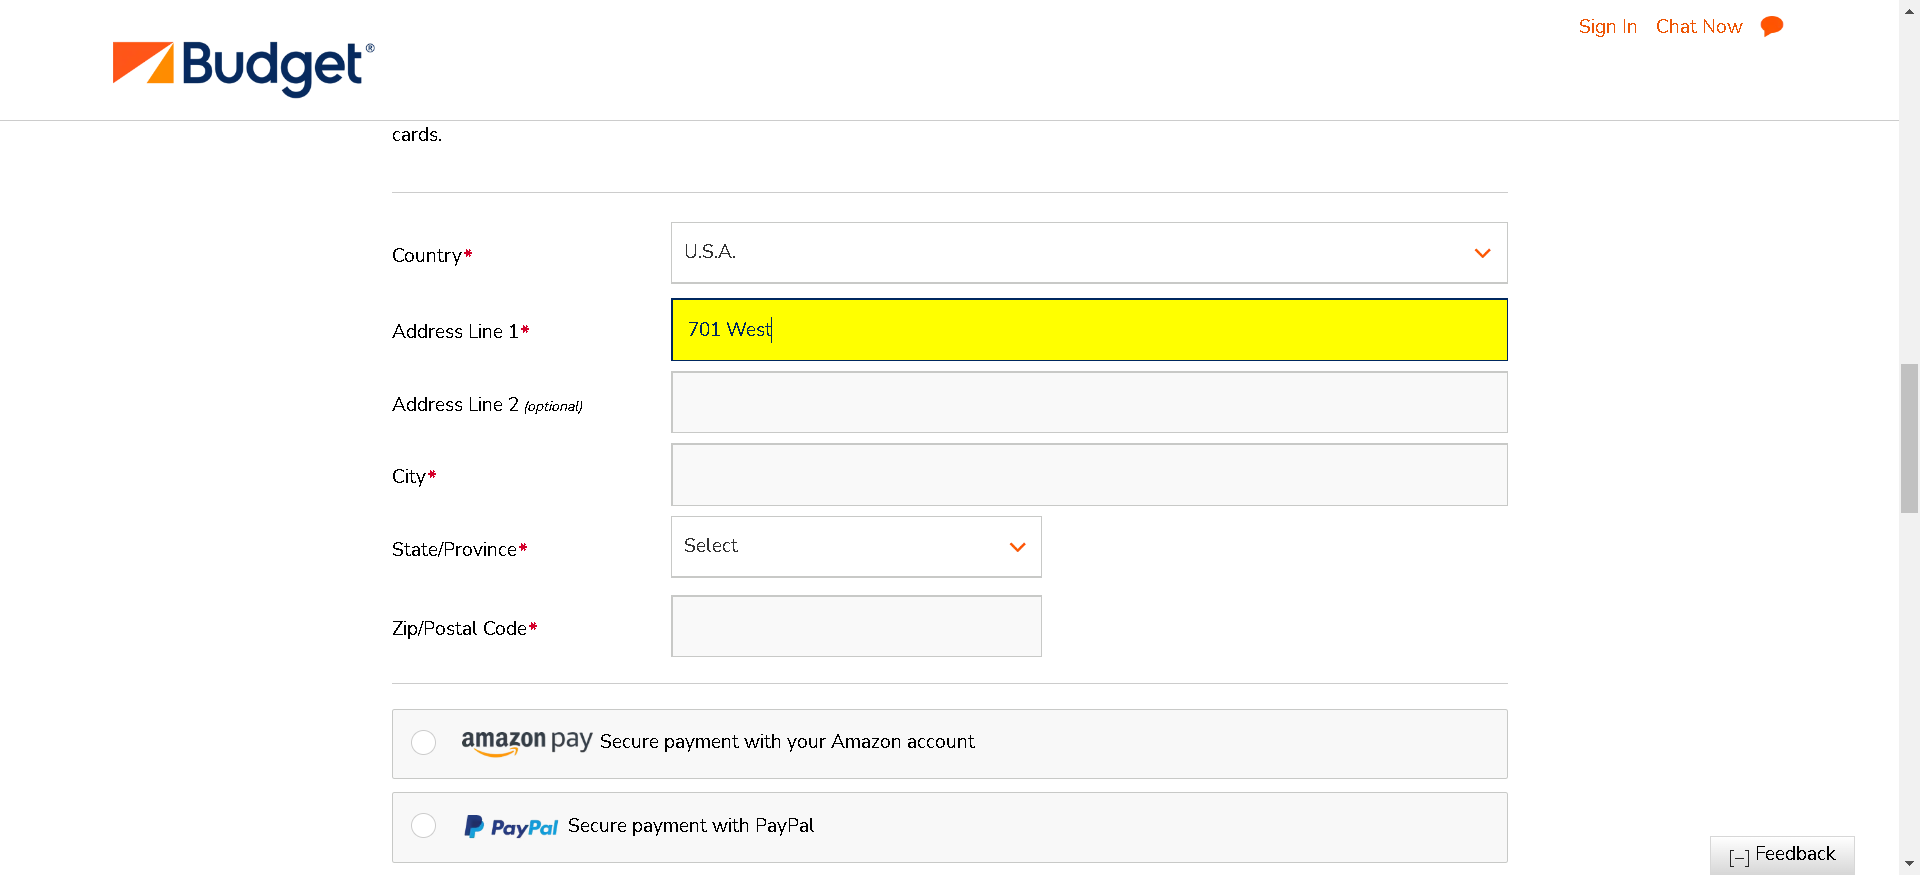 Sign In Chat Now
Budget®
cards.
Country* U.S.A.
Address Line 1* 701 West
Address Line 2 (optional)
City*
State/Province* Select
Zip/Postal Code*
amazon pay Secure payment with your Amazon account
PayPal Secure payment with PayPal
[–] Feedback